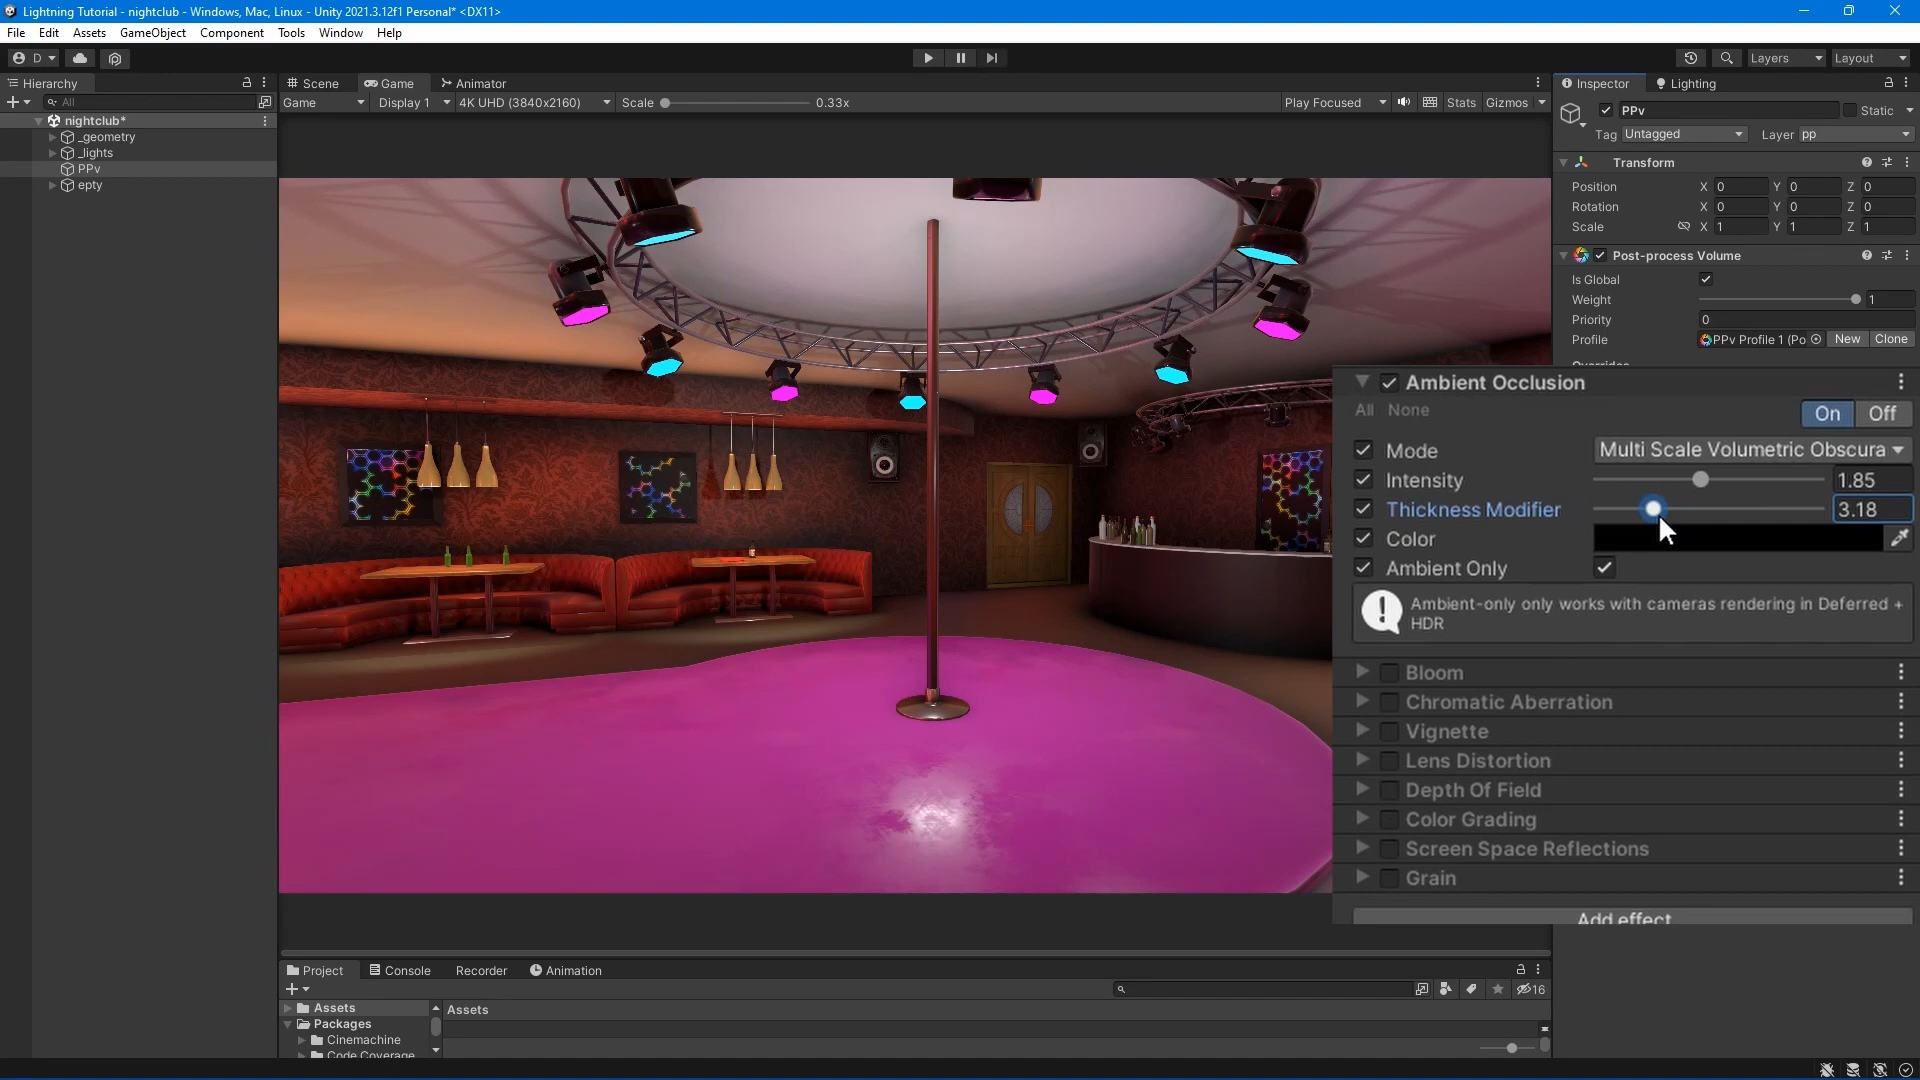 Lightning Tutorial - nightclub - Windows, Mac, Linux - Unity 2021.3.12f1 Personal* <DX11>
File Edit Assets GameObject Component Tools Window Help
D Layers Layout
Hierarchy Scene Game Animator Inspector Lighting
All Game Display 1 4K UHD (3840x2160) Scale 0.33x Play Focused Stats Gizmos
PPv Static
nightclub*
Tag Untagged Layer pp
_geometry
_lights
PPv
epty
Transform
Position X 0 Y 0 Z 0
Rotation X 0 Y 0 Z 0
Scale X 1 Y 1 Z 1
Post-process Volume
Is Global
Weight 1
Priority 0
Profile PPv Profile 1 (Po New Clone
Overrides
Ambient Occlusion
All None On Off
Mode Multi Scale Volumetric Obscura
Intensity 1.85
Thickness Modifier 3.18
Color
Ambient Only
Ambient-only only works with cameras rendering in Deferred +
HDR
Bloom
Chromatic Aberration
Vignette
Lens Distortion
Depth Of Field
Color Grading
Screen Space Reflections
Grain
Add effect
Project Console Recorder Animation
16
Assets Assets
Packages
Cinemachine
Code Coverage